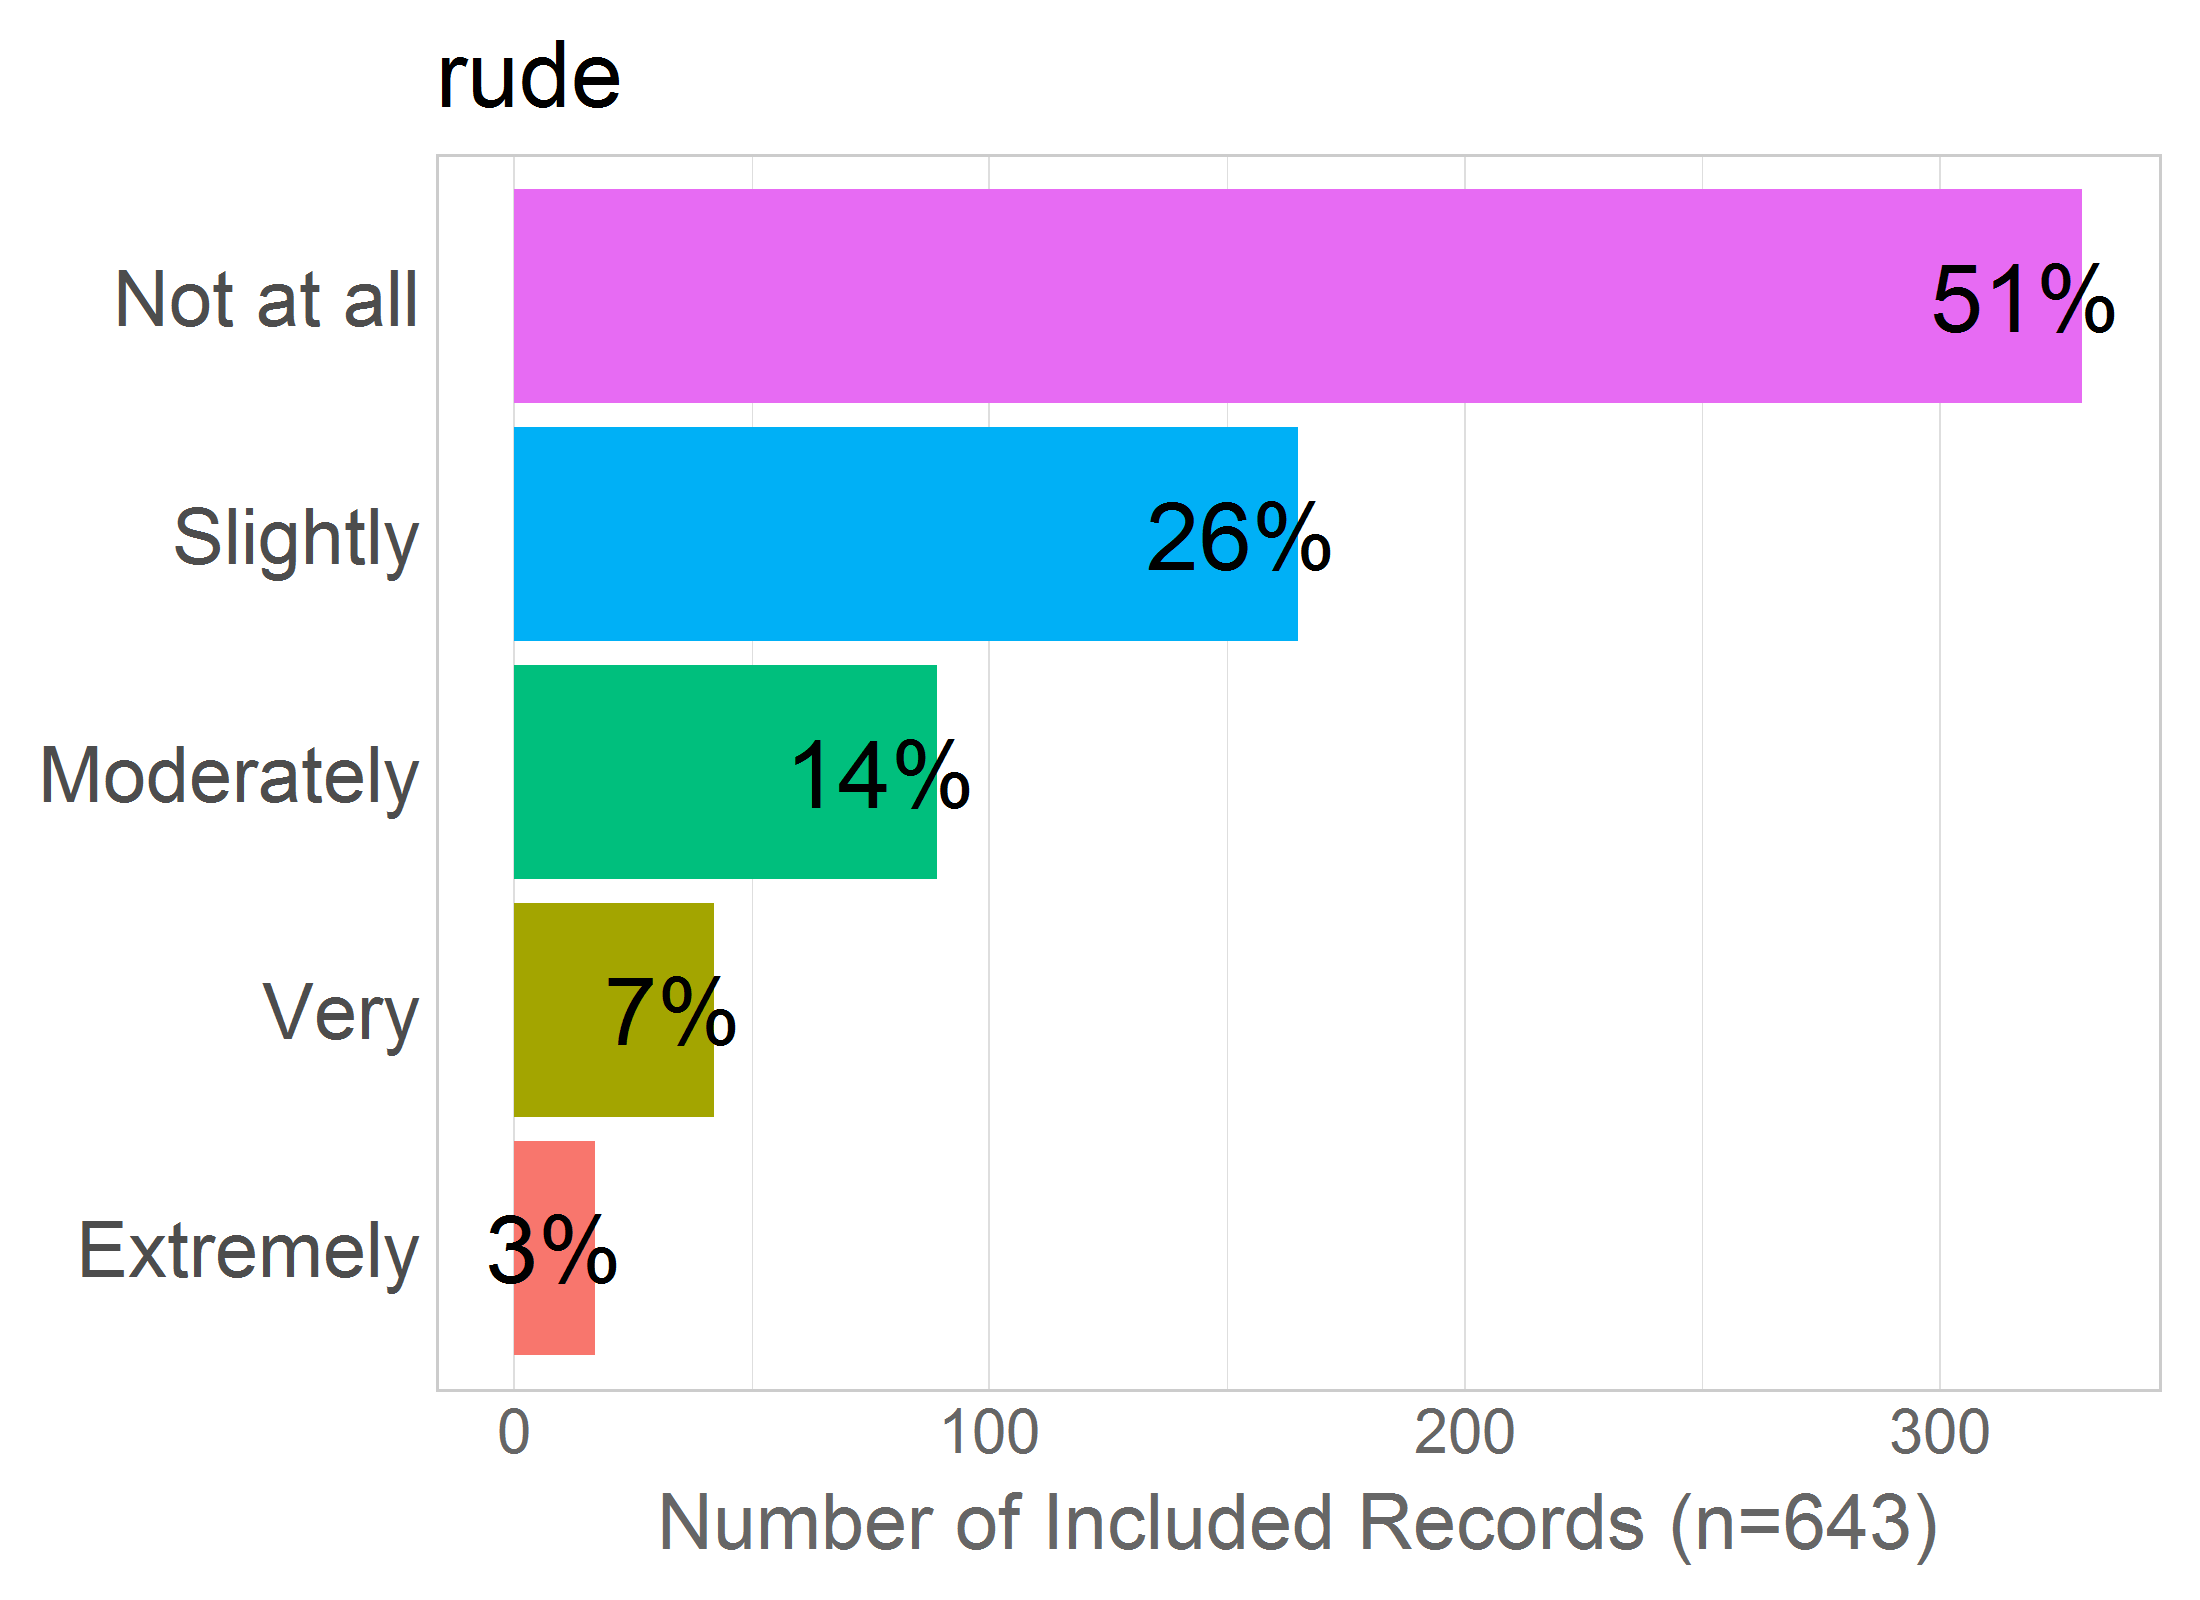 rude
Not at all
51%
Slightly
26%
Moderately
14%
Very
7%
Extremely
3%
0 100 200 300
Number of Included Records (n=643)